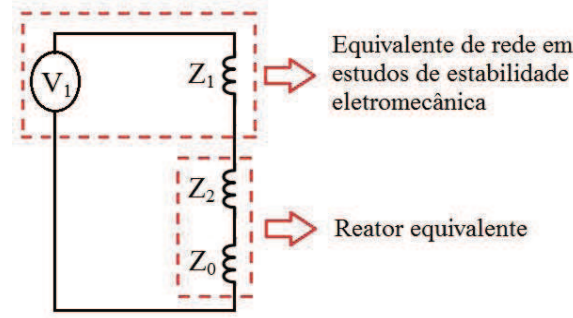 V₁
Z₁
Equivalente de rede em
estudos de estabilidade
eletromecânica
Z₂
Z₀
Reator equivalente